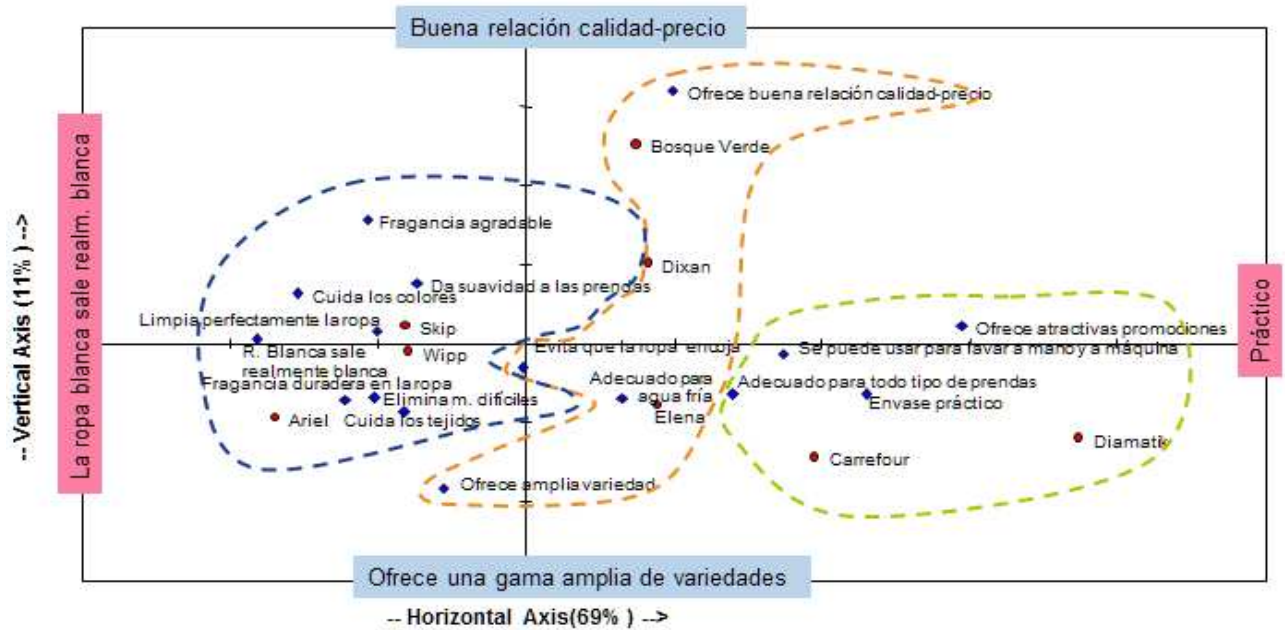 Buena relación calidad-precio
Ofrece buena relación calidad-precio
Bosque Verde
La ropa blanca sale realm. blanca
-- Vertical Axis (11% ) -->
Fragancia agradable
Dixan
Da suavidad a las prendas
Cuida los colores
Práctico
Limpia perfectamente la ropa
Skip
Ofrece atractivas promociones
R. Blanca sale
realmente blanca
Wipp
Evita que la ropa encoja
Se puede usar para lavar a mano y a máquina
Fragancia duradera en la ropa
Adecuado para
agua fría
Adecuado para todo tipo de prendas
Elimina m. difíciles
Envase práctico
Ariel
Cuida los tejidos
Elena
Diamatik
Carrefour
Ofrece amplia variedad
Ofrece una gama amplia de variedades
-- Horizontal Axis(69% ) -->